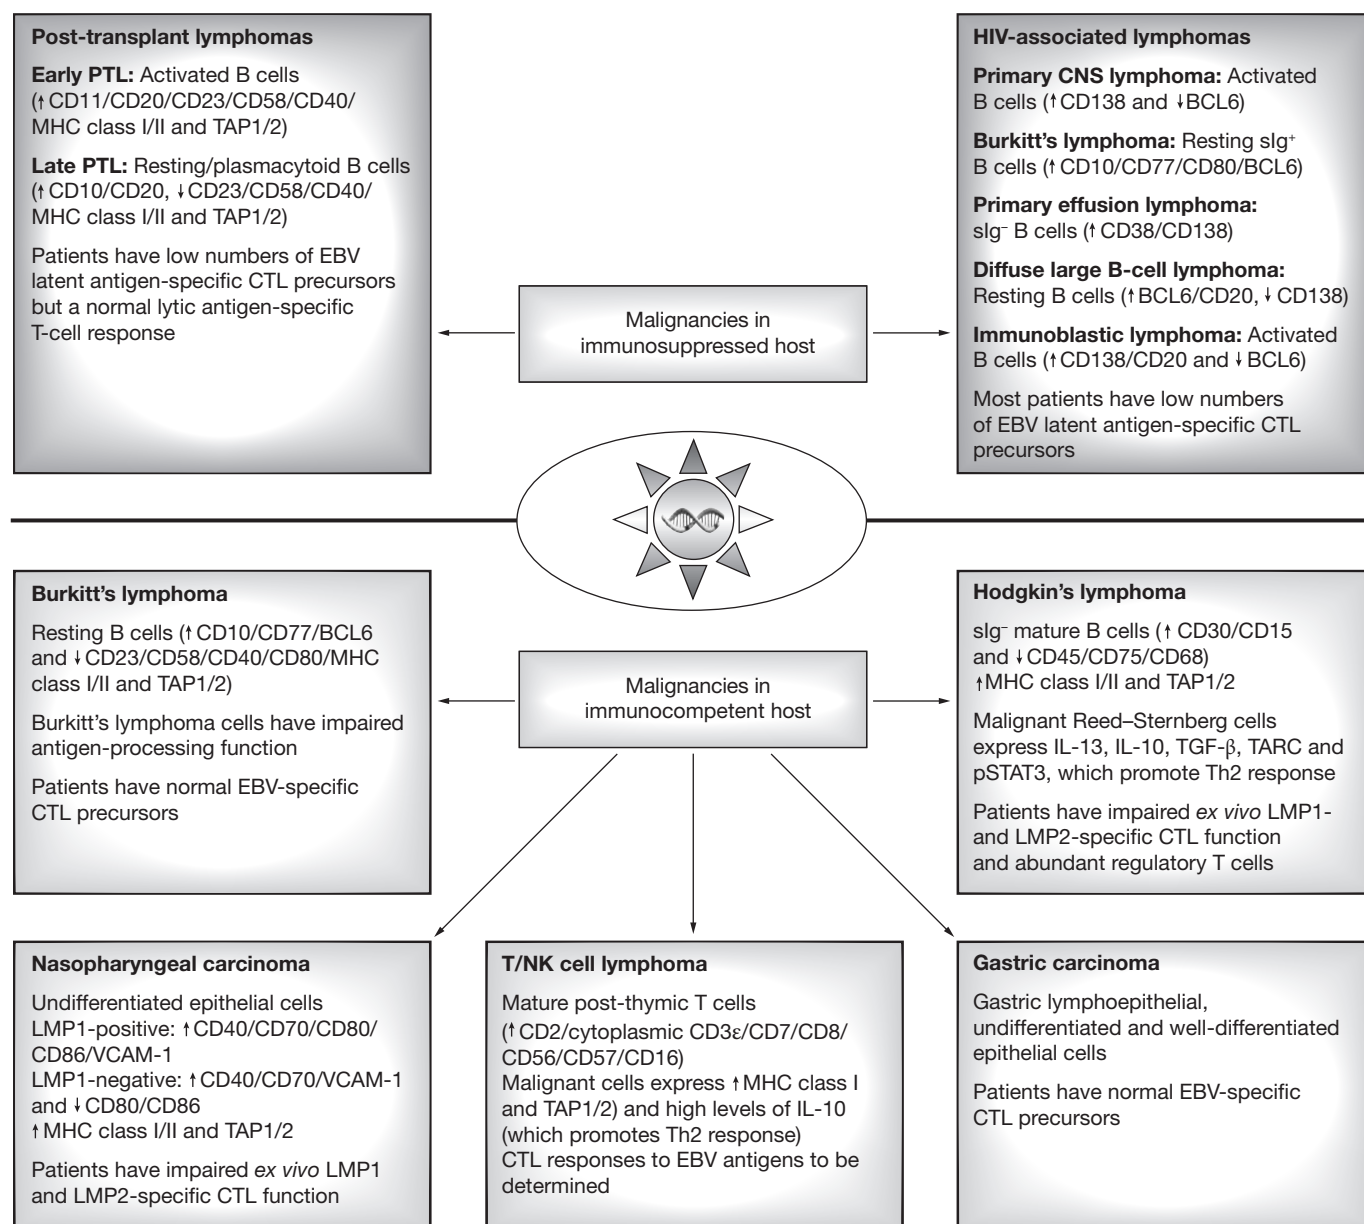 Post-transplant lymphomas
Early PTL: Activated B cells
(↑CD11/CD20/CD23/CD58/CD40/
MHC class I/II and TAP1/2)
Late PTL: Resting/plasmacytoid B cells
(↑CD10/CD20, ↓CD23/CD58/CD40/
MHC class I/II and TAP1/2)
Patients have low numbers of EBV
latent antigen-specific CTL precursors
but a normal lytic antigen-specific
T-cell response
Malignancies in
immunosuppressed host
HIV-associated lymphomas
Primary CNS lymphoma: Activated
B cells (↑CD138 and ↓BCL6)
Burkitt's lymphoma: Resting sIg⁺
B cells (↑CD10/CD77/CD80/BCL6)
Primary effusion lymphoma:
sIg⁻ B cells (↑CD38/CD138)
Diffuse large B-cell lymphoma:
Resting B cells (↑BCL6/CD20, ↓CD138)
Immunoblastic lymphoma: Activated
B cells (↑CD138/CD20 and ↓BCL6)
Most patients have low numbers
of EBV latent antigen-specific CTL
precursors
Burkitt's lymphoma
Resting B cells (↑CD10/CD77/BCL6
and ↓CD23/CD58/CD40/CD80/MHC
class I/II and TAP1/2)
Burkitt's lymphoma cells have impaired
antigen-processing function
Patients have normal EBV-specific
CTL precursors
Malignancies in
immunocompetent host
Hodgkin's lymphoma
sIg⁻ mature B cells (↑CD30/CD15
and ↓CD45/CD75/CD68)
↑MHC class I/II and TAP1/2
Malignant Reed–Sternberg cells
express IL-13, IL-10, TGF-β, TARC and
pSTAT3, which promote Th2 response
Patients have impaired ex vivo LMP1-
and LMP2-specific CTL function
and abundant regulatory T cells
Nasopharyngeal carcinoma
Undifferentiated epithelial cells
LMP1-positive: ↑CD40/CD70/CD80/
CD86/VCAM-1
LMP1-negative: ↑CD40/CD70/VCAM-1
and ↓CD80/CD86
↑MHC class I/II and TAP1/2
Patients have impaired ex vivo LMP1
and LMP2-specific CTL function
T/NK cell lymphoma
Mature post-thymic T cells
(↑CD2/cytoplasmic CD3ε/CD7/CD8/
CD56/CD57/CD16)
Malignant cells express ↑MHC class I
and TAP1/2) and high levels of IL-10
(which promotes Th2 response)
CTL responses to EBV antigens to be
determined
Gastric carcinoma
Gastric lymphoepithelial,
undifferentiated and well-differentiated
epithelial cells
Patients have normal EBV-specific
CTL precursors